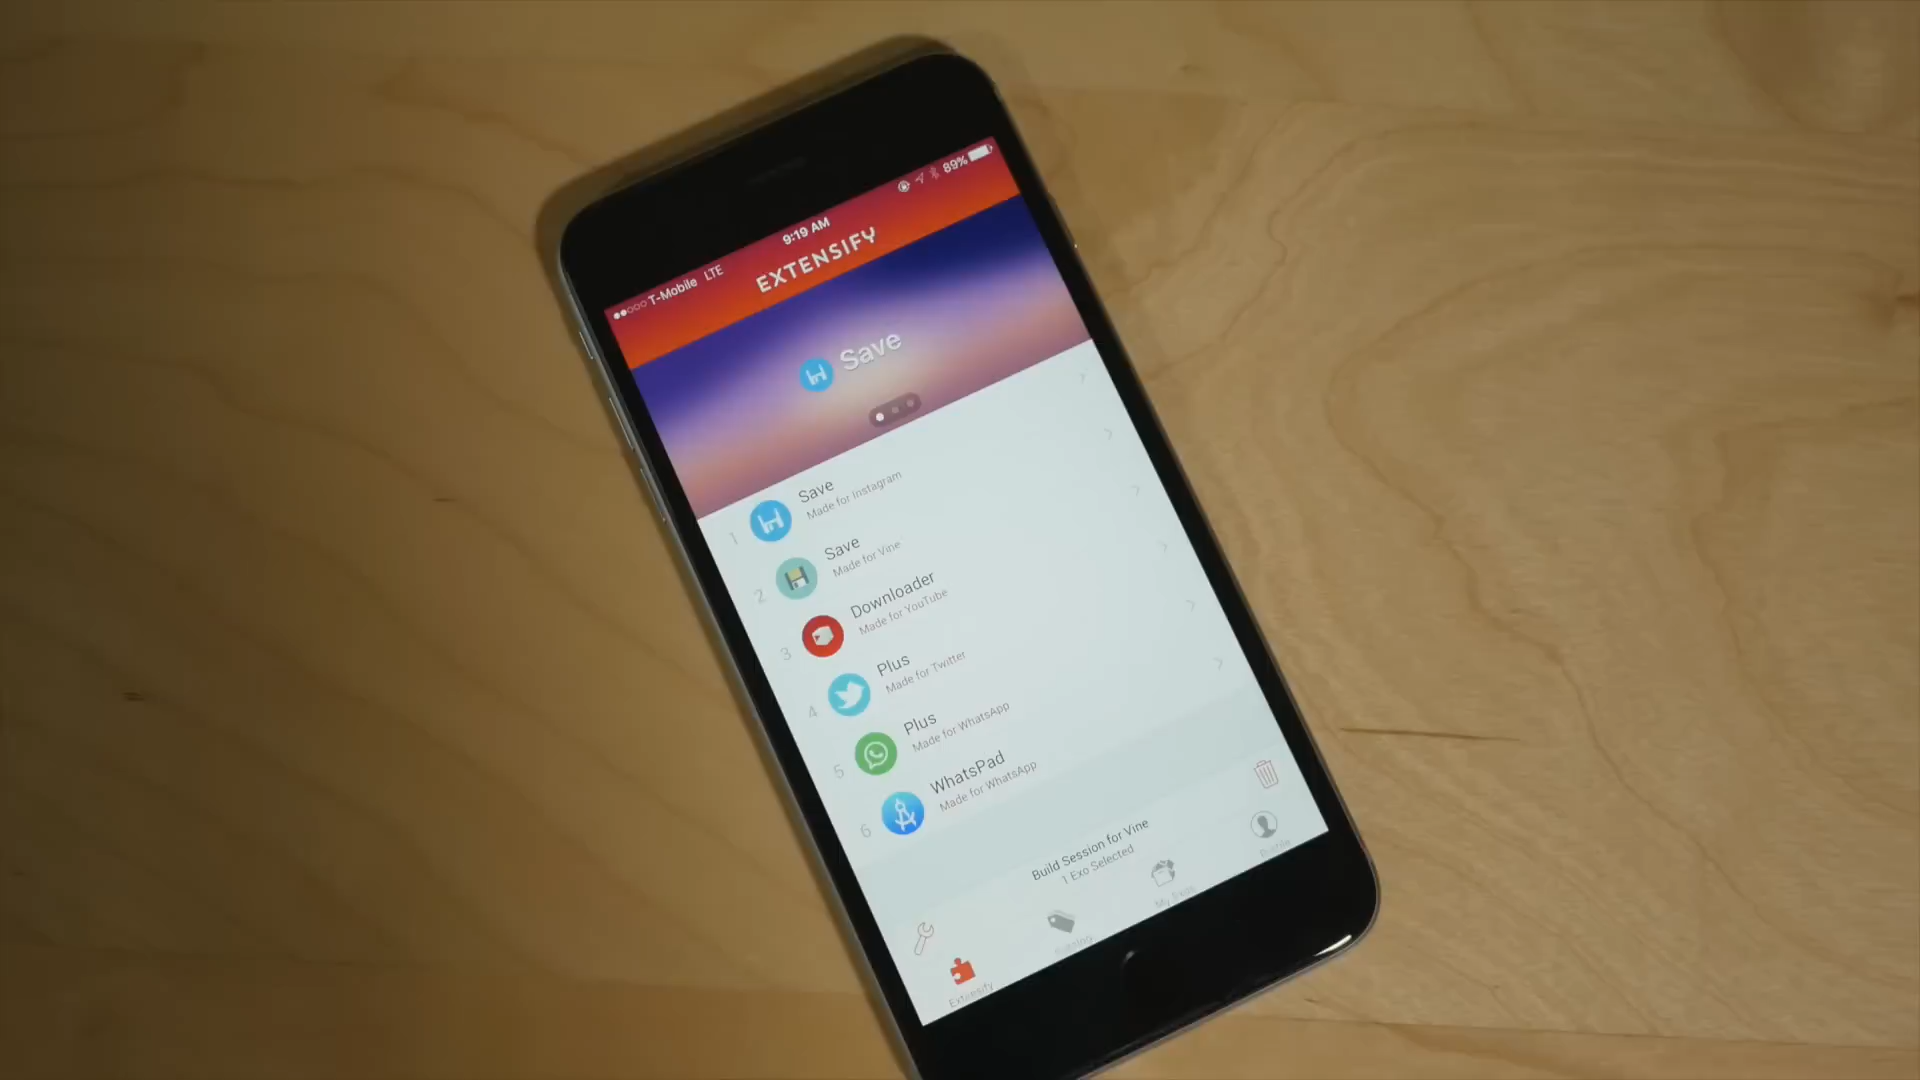 T-Mobile LTE
9:19 AM
89%
EXTENSIFY
Save
1
Save
Made for Instagram
2
Save
Made for Vine
3
Downloader
Made for YouTube
4
Plus
Made for Twitter
5
Plus
Made for WhatsApp
6
WhatsPad
Made for WhatsApp
Build Session for Vine
1 Exo Selected
Extensify
Profile